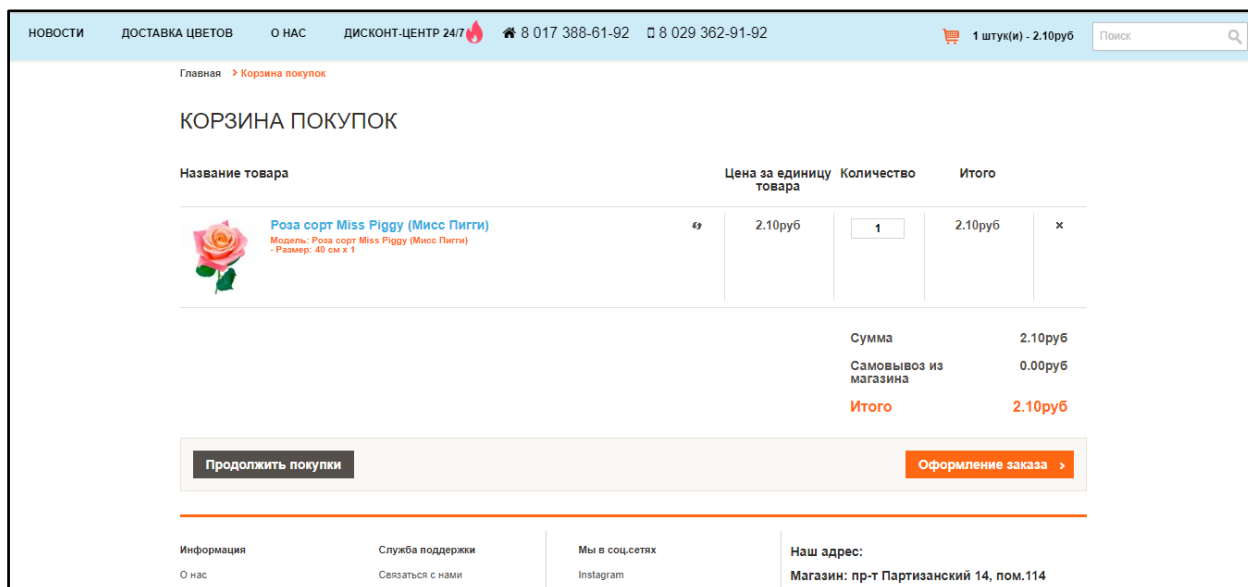 НОВОСТИ ДОСТАВКА ЦВЕТОВ О НАС ДИСКОНТ-ЦЕНТР 24/7 8 017 388-61-92 8 029 362-91-92 1 штук(и) - 2.10руб Поиск
Главная > Корзина покупок
КОРЗИНА ПОКУПОК
Название товара Цена за единицу товара Количество Итого
Роза сорт Miss Piggy (Мисс Пигги) 2.10руб 1 2.10руб ×
Модель: Роза сорт Miss Piggy (Мисс Пигги)
- Размер: 40 см x 1
Сумма 2.10руб
Самовывоз из магазина 0.00руб
Итого 2.10руб
Продолжить покупки Оформление заказа >
Информация Служба поддержки Мы в соц.сетях Наш адрес:
О нас Связаться с нами Instagram Магазин: пр-т Партизанский 14, пом.114